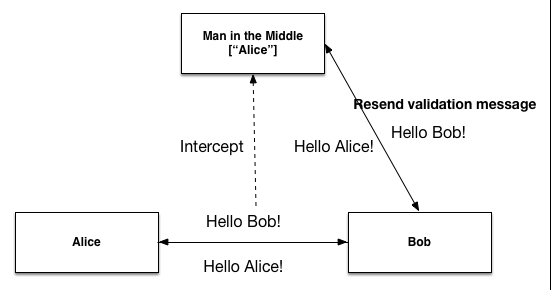 Man in the Middle
[“Alice”]
Resend validation message
Hello Bob!
Intercept
Hello Alice!
Hello Bob!
Alice
Bob
Hello Alice!